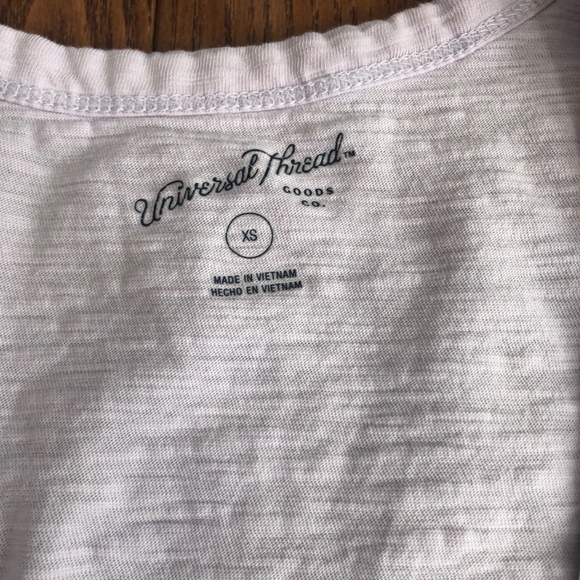 Universal Thread™
GOODS
CO.
XS
MADE IN VIETNAM
HECHO EN VIETNAM